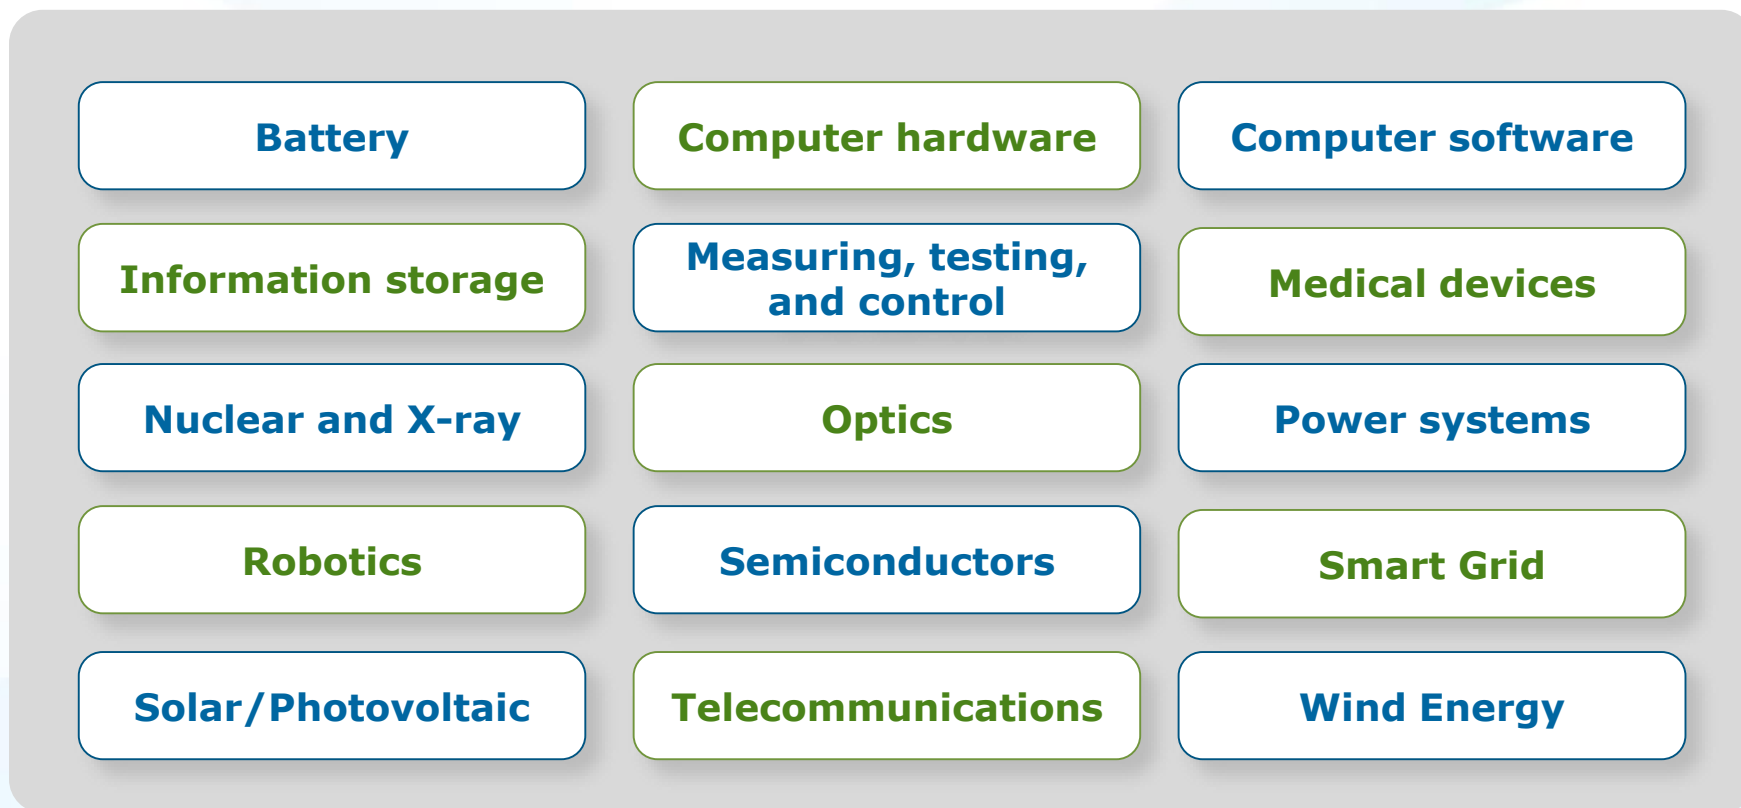 Battery
Computer hardware
Computer software
Information storage
Measuring, testing,
and control
Medical devices
Nuclear and X-ray
Optics
Power systems
Robotics
Semiconductors
Smart Grid
Solar/Photovoltaic
Telecommunications
Wind Energy